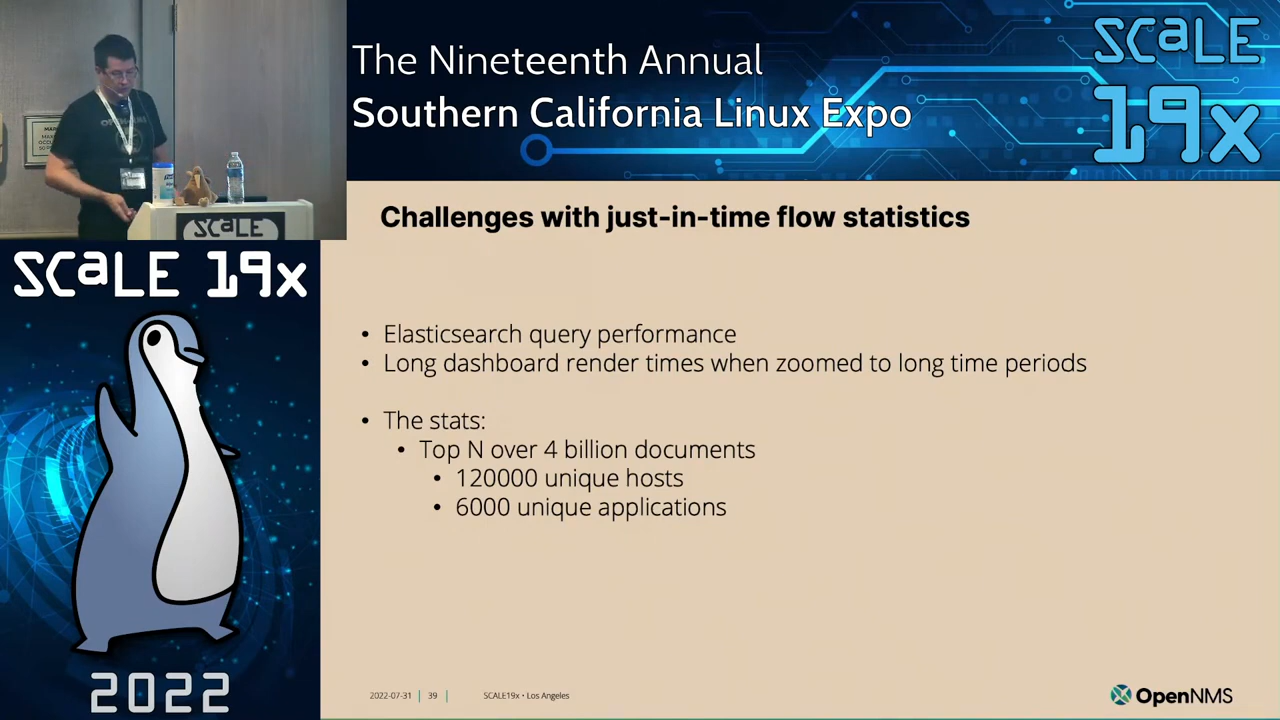 The Nineteenth Annual
Southern California Linux Expo
SCALE
19x
SCALE
SCALE 19x
2022
Challenges with just-in-time flow statistics
• Elasticsearch query performance
• Long dashboard render times when zoomed to long time periods
• The stats:
• Top N over 4 billion documents
• 120000 unique hosts
• 6000 unique applications
2022-07-31 | 39 |
SCALE19x • Los Angeles
OpenNMS